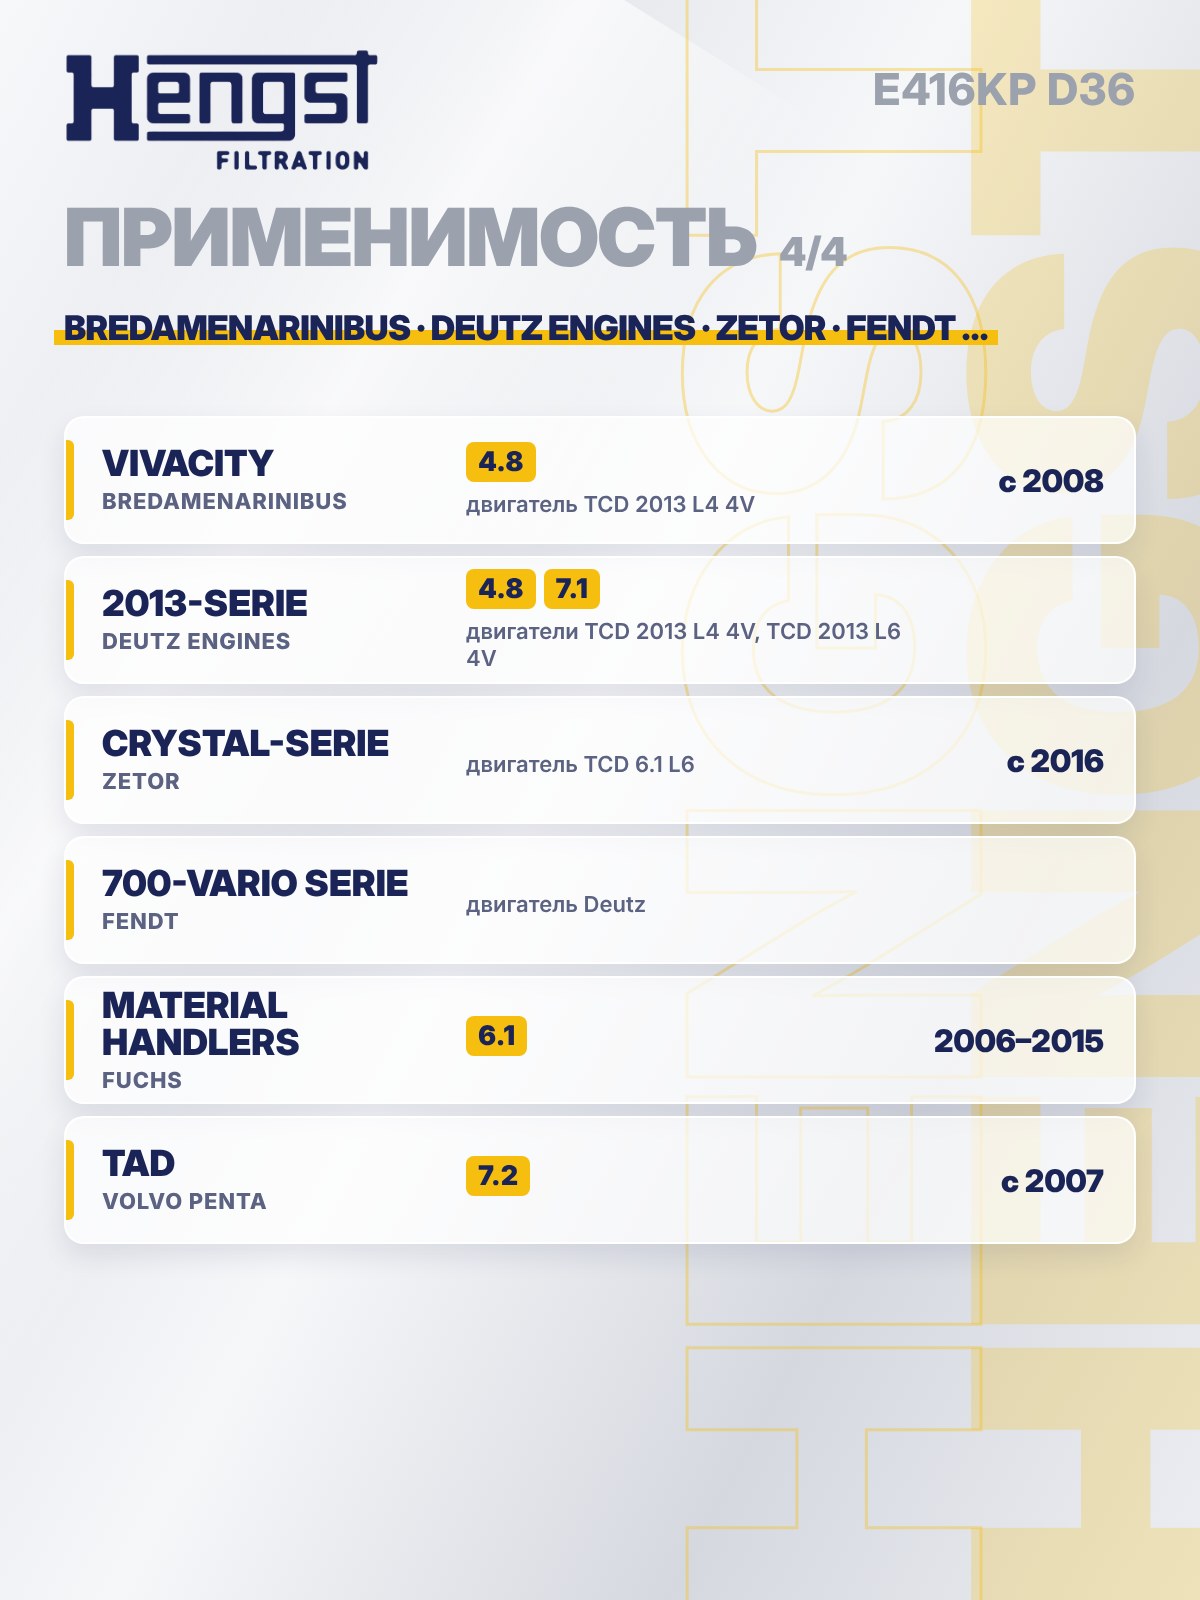 Hengst
FILTRATION
E416KP D36
ПРИМЕНИМОСТЬ 4/4
BREDAMENARINIBUS · DEUTZ ENGINES · ZETOR · FENDT ...
VIVACITY
BREDAMENARINIBUS
4.8
двигатель TCD 2013 L4 4V
с 2008
2013-SERIE
DEUTZ ENGINES
4.8 7.1
двигатели TCD 2013 L4 4V, TCD 2013 L6
4V
CRYSTAL-SERIE
ZETOR
двигатель TCD 6.1 L6
с 2016
700-VARIO SERIE
FENDT
двигатель Deutz
MATERIAL
HANDLERS
FUCHS
6.1
2006–2015
TAD
VOLVO PENTA
7.2
с 2007
HENGST
HENGST